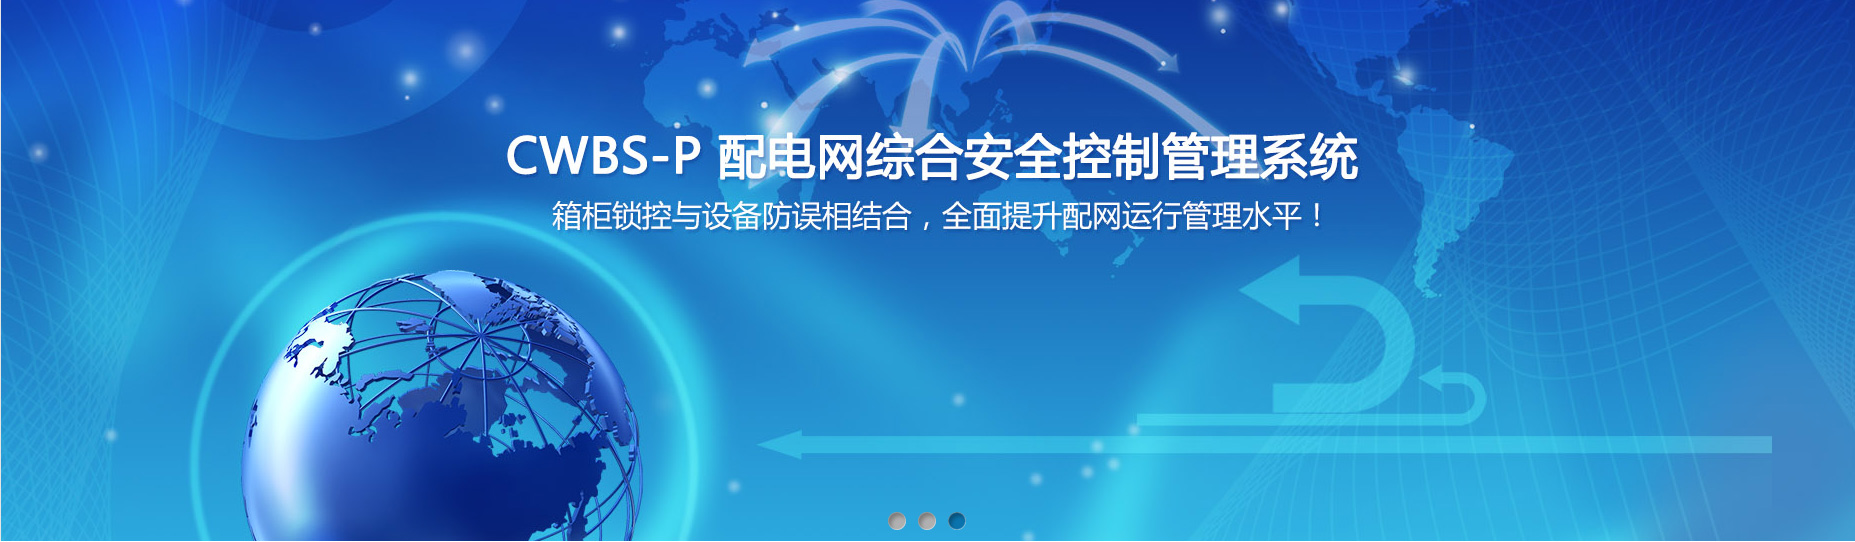 CWBS-P 配电网综合安全控制管理系统
箱柜锁控与设备防误相结合，全面提升配网运行管理水平！